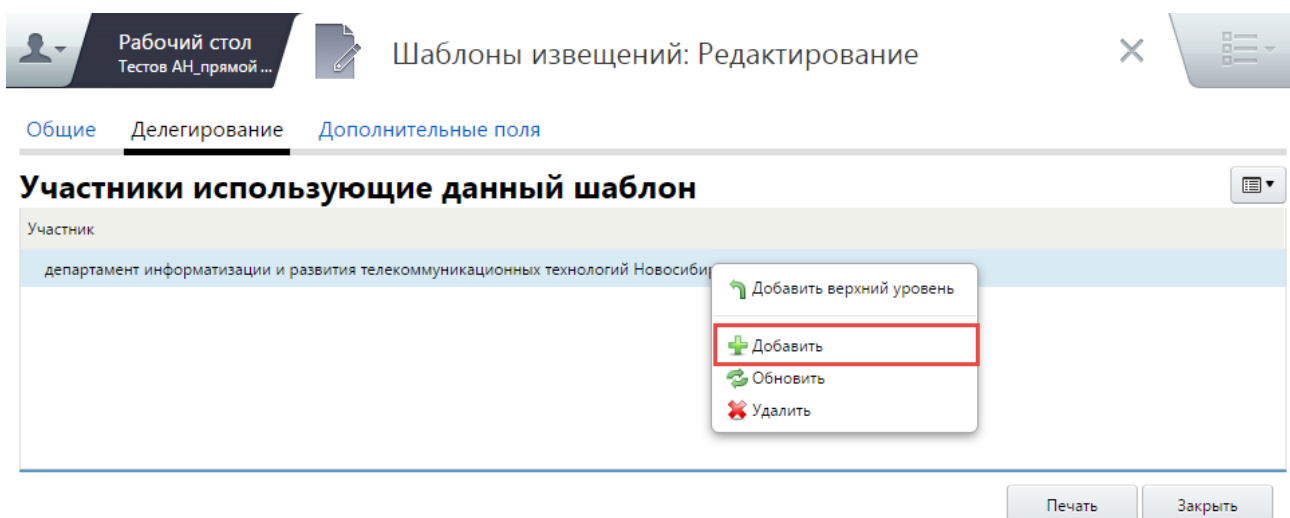 Рабочий стол
Тестов АН_прямой ...
Шаблоны извещений: Редактирование
Общие Делегирование Дополнительные поля
Участники использующие данный шаблон
Участник
департамент информатизации и развития телекоммуникационных технологий
Добавить верхний уровень
Добавить
Обновить
Удалить
Печать Закрыть